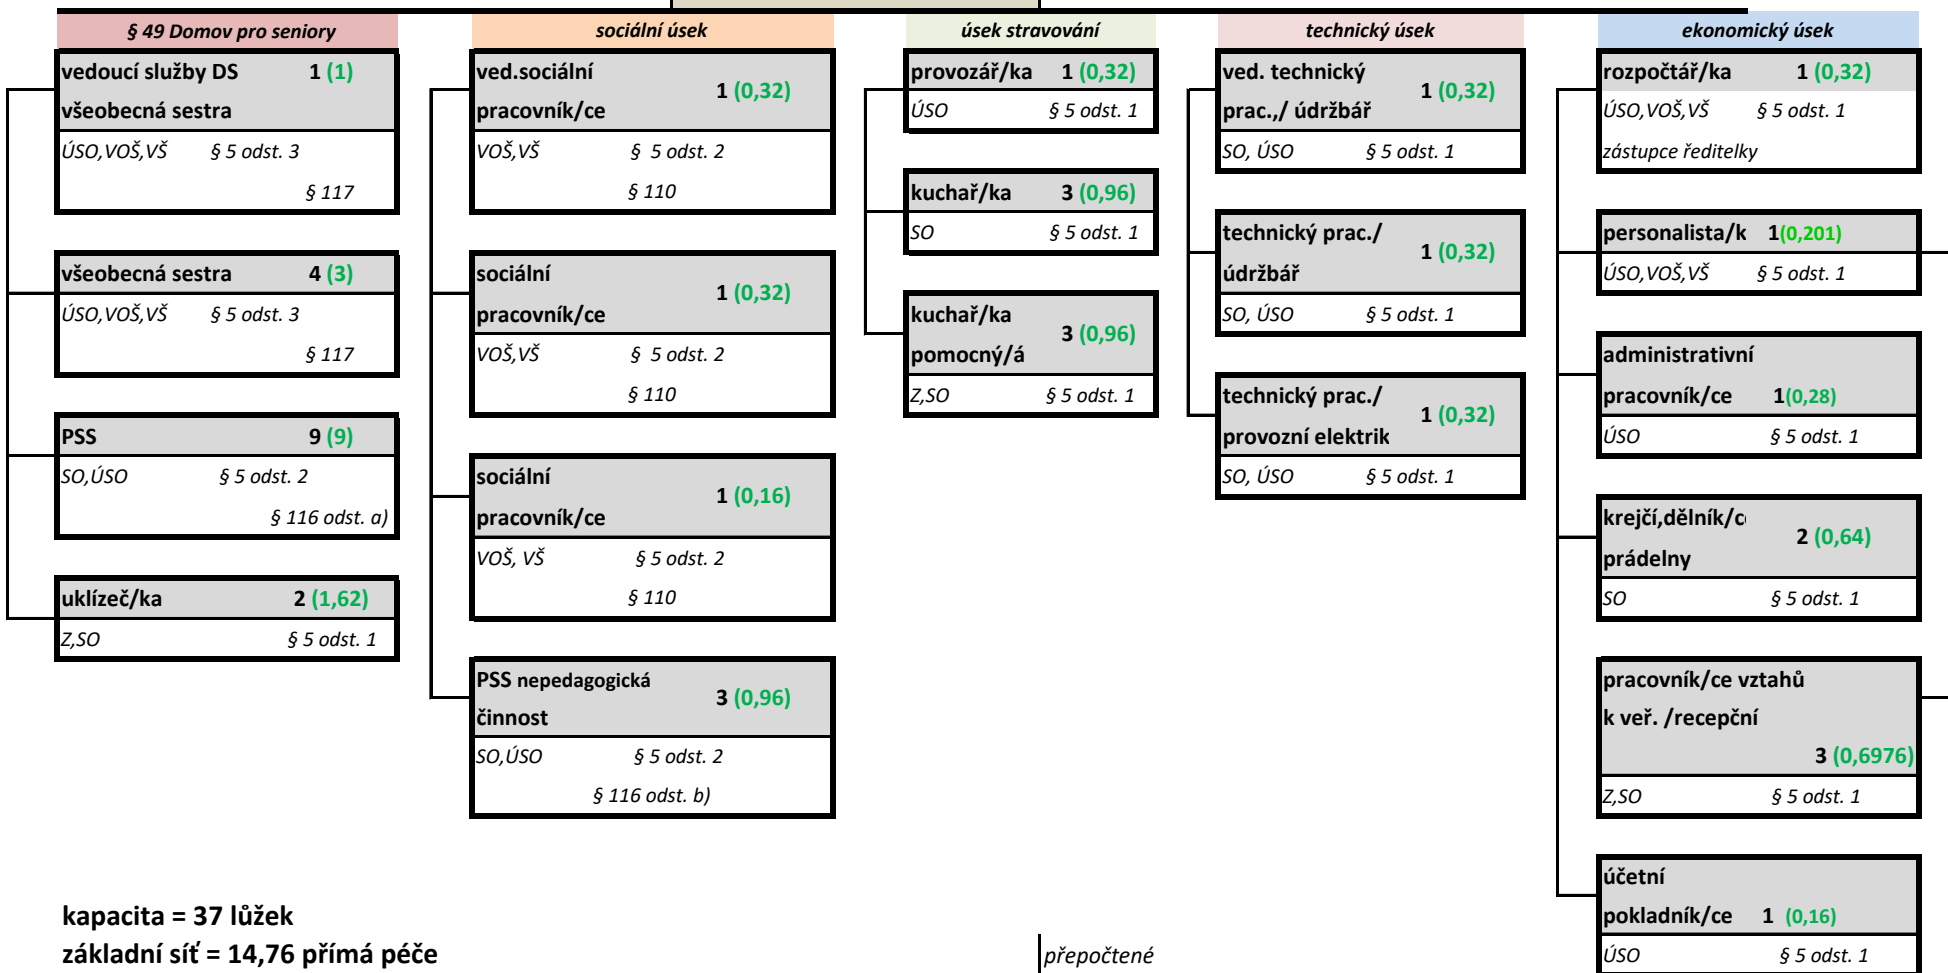 § 49 Domov pro seniory
vedoucí služby DS 1 (1)
všeobecná sestra
ÚSO,VOŠ,VŠ § 5 odst. 3
§ 117
všeobecná sestra 4 (3)
ÚSO,VOŠ,VŠ § 5 odst. 3
§ 117
PSS 9 (9)
SO,ÚSO § 5 odst. 2
§ 116 odst. a)
uklízeč/ka 2 (1,62)
Z,SO § 5 odst. 1
sociální úsek
ved.sociální
pracovník/ce 1 (0,32)
VOŠ,VŠ § 5 odst. 2
§ 110
sociální
pracovník/ce 1 (0,32)
VOŠ,VŠ § 5 odst. 2
§ 110
sociální
pracovník/ce 1 (0,16)
VOŠ, VŠ § 5 odst. 2
§ 110
PSS nepedagogická
činnost 3 (0,96)
SO,ÚSO § 5 odst. 2
§ 116 odst. b)
úsek stravování
provozář/ka 1 (0,32)
ÚSO § 5 odst. 1
kuchař/ka 3 (0,96)
SO § 5 odst. 1
kuchař/ka
pomocný/á 3 (0,96)
Z,SO § 5 odst. 1
technický úsek
ved. technický
prac.,/ údržbář 1 (0,32)
SO, ÚSO § 5 odst. 1
technický prac./
údržbář 1 (0,32)
SO, ÚSO § 5 odst. 1
technický prac./
provozní elektrik 1 (0,32)
SO, ÚSO § 5 odst. 1
ekonomický úsek
rozpočtář/ka 1 (0,32)
ÚSO,VOŠ,VŠ § 5 odst. 1
zástupce ředitelky
personalista/k 1(0,201)
ÚSO,VOŠ,VŠ § 5 odst. 1
administrativní
pracovník/ce 1(0,28)
ÚSO § 5 odst. 1
krejčí,dělník/c
prádelny 2 (0,64)
SO § 5 odst. 1
pracovník/ce vztahů
k veř. /recepční
3 (0,6976)
Z,SO § 5 odst. 1
účetní
pokladník/ce 1 (0,16)
ÚSO § 5 odst. 1
kapacita = 37 lůžek
základní síť = 14,76 přímá péče
přepočtené